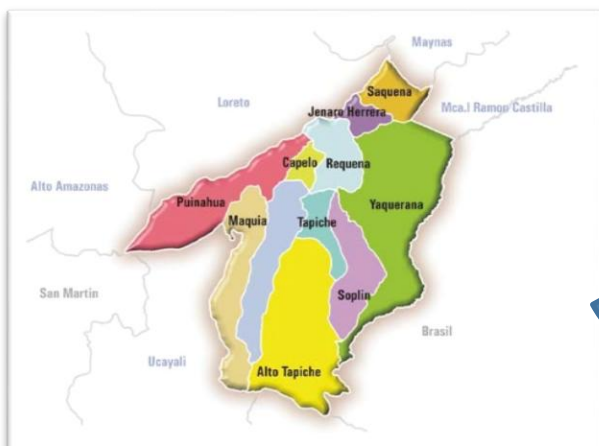 Maynas
Saquena
Loreto
Jenaro Herrera
Mca.l Ramon Castilla
Capelo
Requena
Alto Amazonas
Puinahua
Yaquerana
Maquia
Tapiche
San Martin
Soplin
Brasil
Ucayali
Alto Tapiche